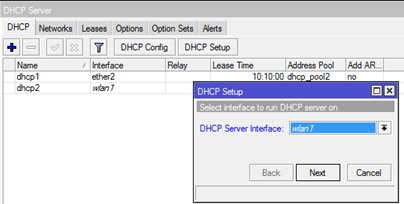 DHCP Server
DHCP Networks Leases Options Option Sets Alerts
DHCP Config DHCP Setup
Name Interface Relay Lease Time Address Pool Add AR...
dhcp1 ether2 10:10:00 dhcp_pool2 no
dhcp2 wlan1
DHCP Setup
Select interface to run DHCP server on
DHCP Server Interface: wlan1
Back Next Cancel